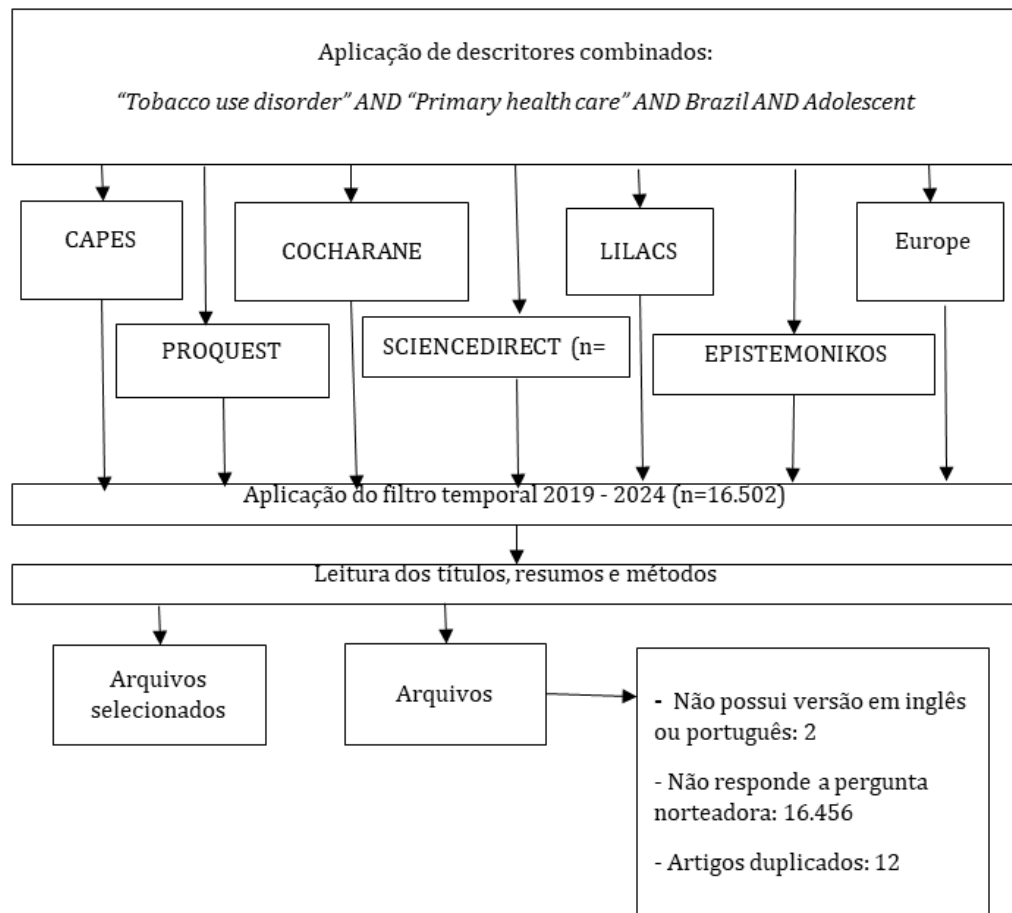 Aplicação de descritores combinados:
“Tobacco use disorder” AND “Primary health care” AND Brazil AND Adolescent
CAPES
COCHARANE
LILACS
Europe
PROQUEST
SCIENCEDIRECT (n=
EPISTEMONIKOS
Aplicação do filtro temporal 2019 - 2024 (n=16.502)
Leitura dos títulos, resumos e métodos
Arquivos
selecionados
Arquivos
- Não possui versão em inglês
ou português: 2
- Não responde a pergunta
norteadora: 16.456
- Artigos duplicados: 12